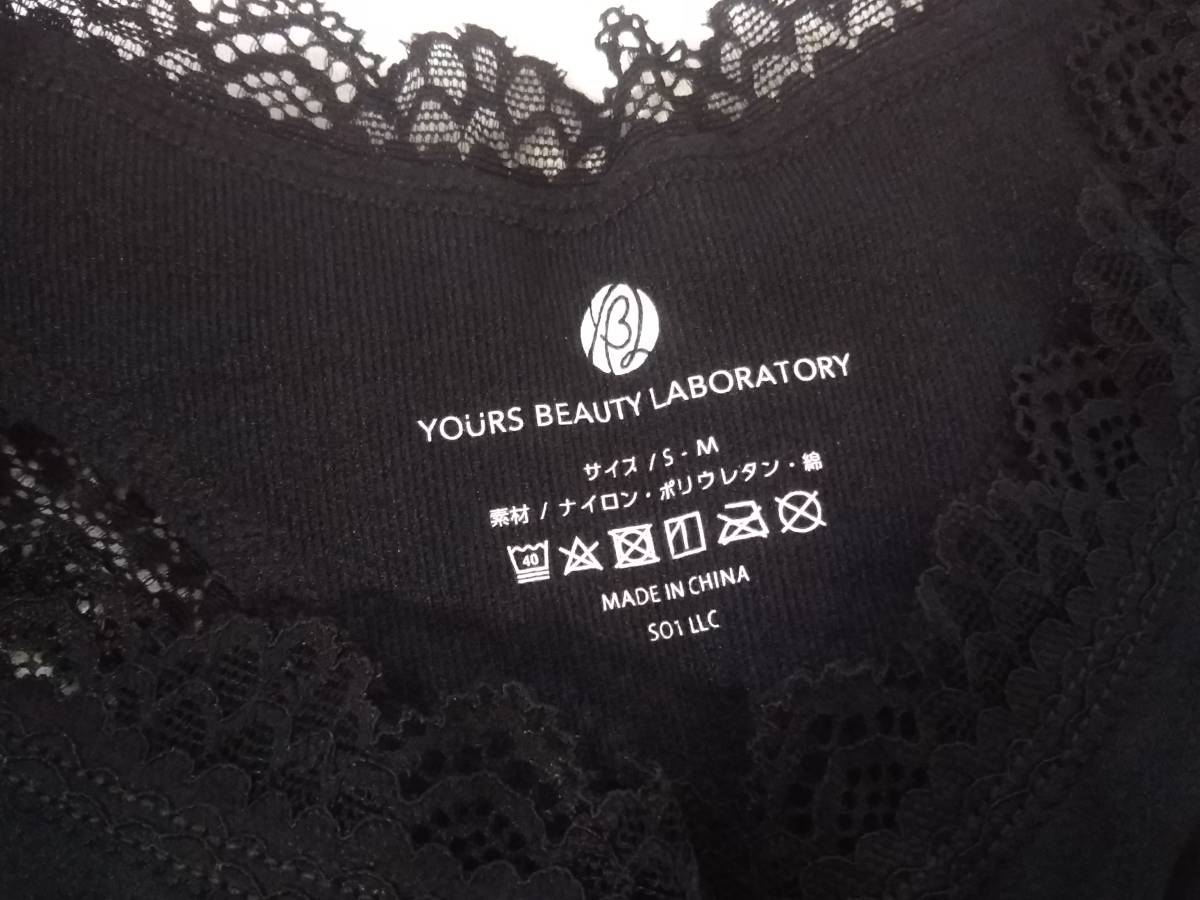 YOÜRS BEAUTY LABORATORY
サイズ / S - M
素材 / ナイロン・ポリウレタン・綿
40
MADE IN CHINA
SO1 LLC